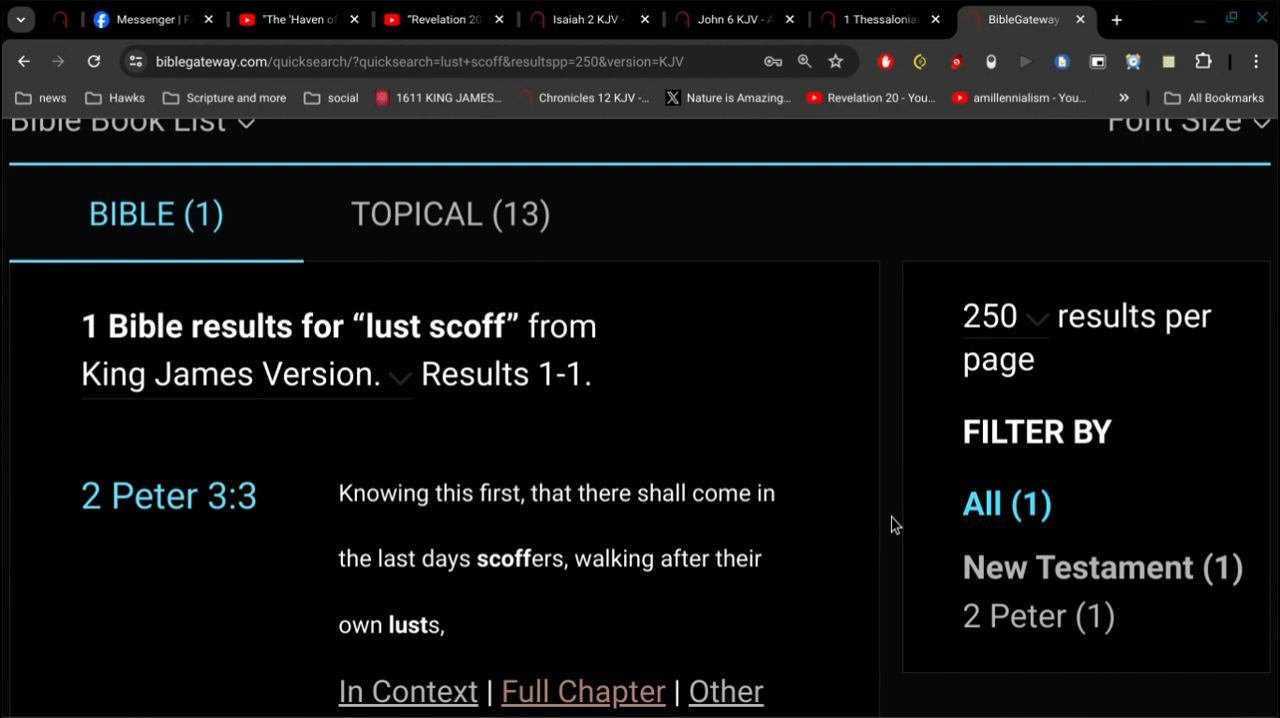 Messenger | F
"The 'Haven of
"Revelation 20
Isaiah 2 KJV -
John 6 KJV - A
1 Thessalonia
BibleGateway
biblegateway.com/quicksearch/?quicksearch=lust+scoff&resultspp=250&version=KJV
news Hawks Scripture and more social 1611 KING JAMES... Chronicles 12 KJV -... Nature is Amazing... Revelation 20 - You... amillennialism - You... » All Bookmarks
Bible Book List Font Size
BIBLE (1) TOPICAL (13)
1 Bible results for “lust scoff” from
King James Version. Results 1-1.
2 Peter 3:3
Knowing this first, that there shall come in
the last days scoffers, walking after their
own lusts,
In Context | Full Chapter | Other
250 results per
page
FILTER BY
All (1)
New Testament (1)
2 Peter (1)